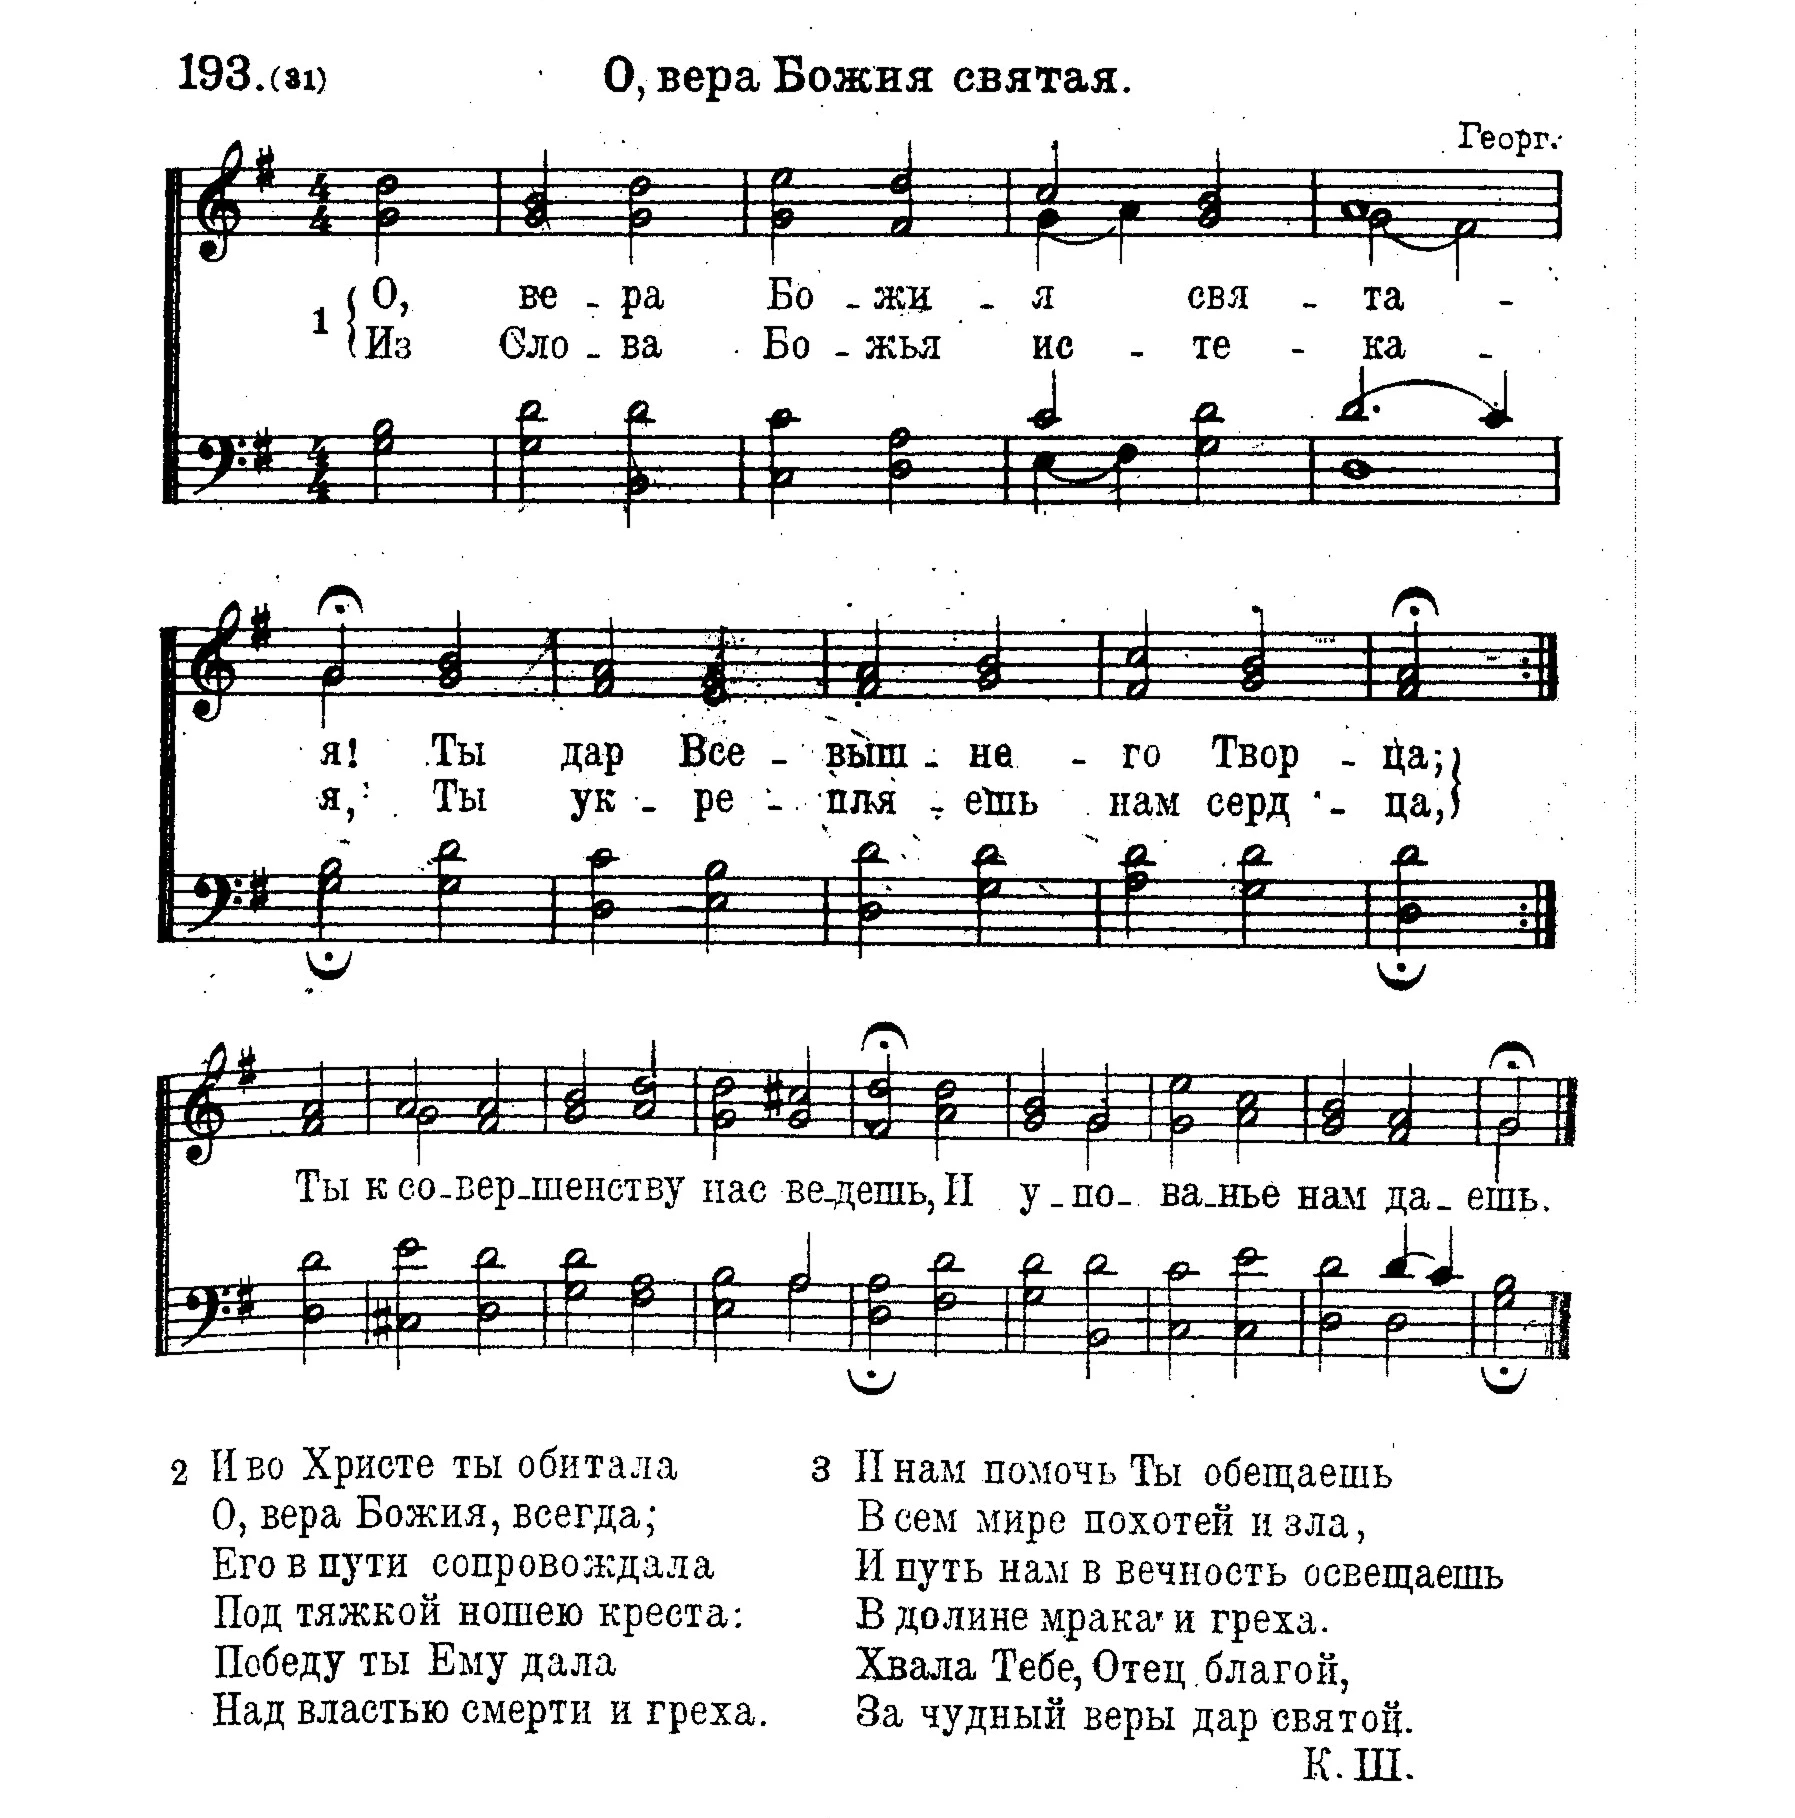 193.(31) О, вера Божия святая.
Георг.
4 4
1 { О, ве - ра Бо - жи - я свя - та -
Из Слова - ва Бо - жья ис - те - ка -
4 4
я! Ты дар Все - выш - не - го Твор - ца; }
я, Ты ук - ре - пля - ешь нам серд - ца, }
Ты к со-вер-шенству нас ве-дешь, И у-по-ва-нье нам да-ешь.
2 И во Христе ты обитала
О, вера Божия, всегда;
Его в пути сопровождала
Под тяжкой ношею креста:
Победу ты Ему дала
Над властью смерти и греха.
3 И нам помочь Ты обещаешь
В сем мире похотей и зла,
И путь нам в вечность освещаешь
В долине мрака и греха.
Хвала Тебе, Отец благой,
За чудный веры дар святой.
К. Ш.